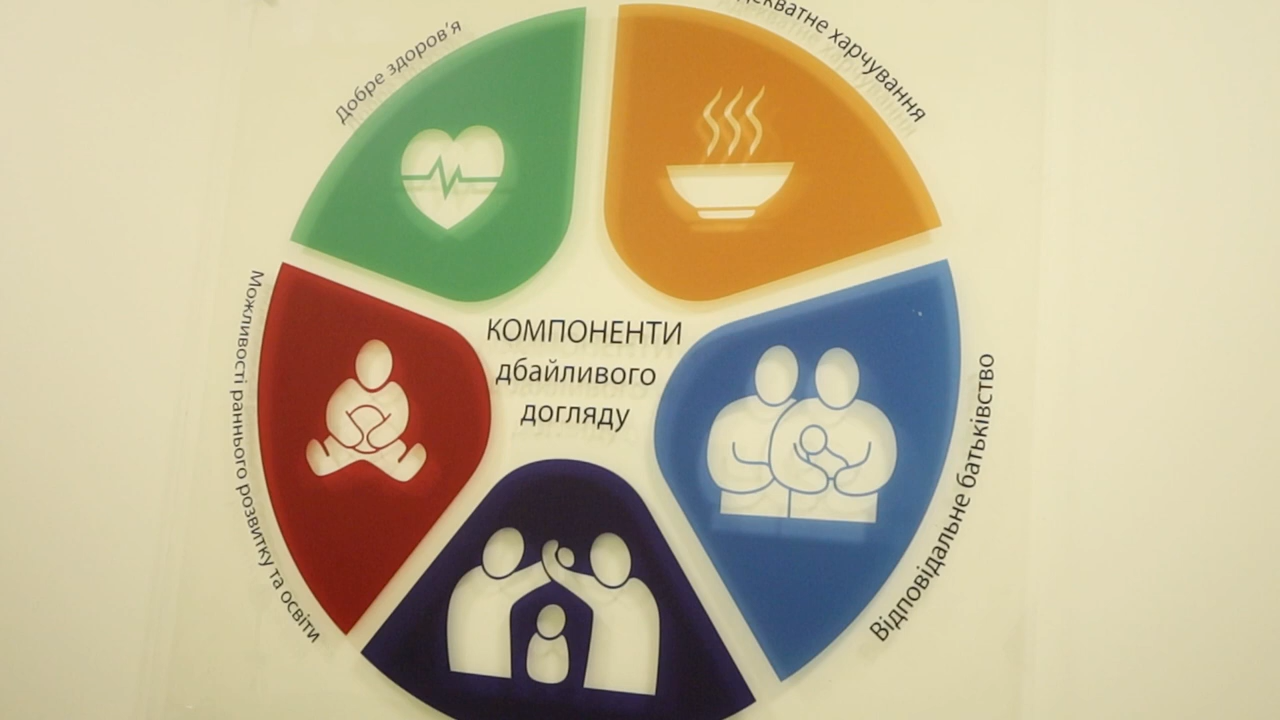 КОМПОНЕНТИ
дбайливого
догляду
Добре здоров'я
харчування
Відповідальне батьківство
Можливості раннього розвитку та освіти